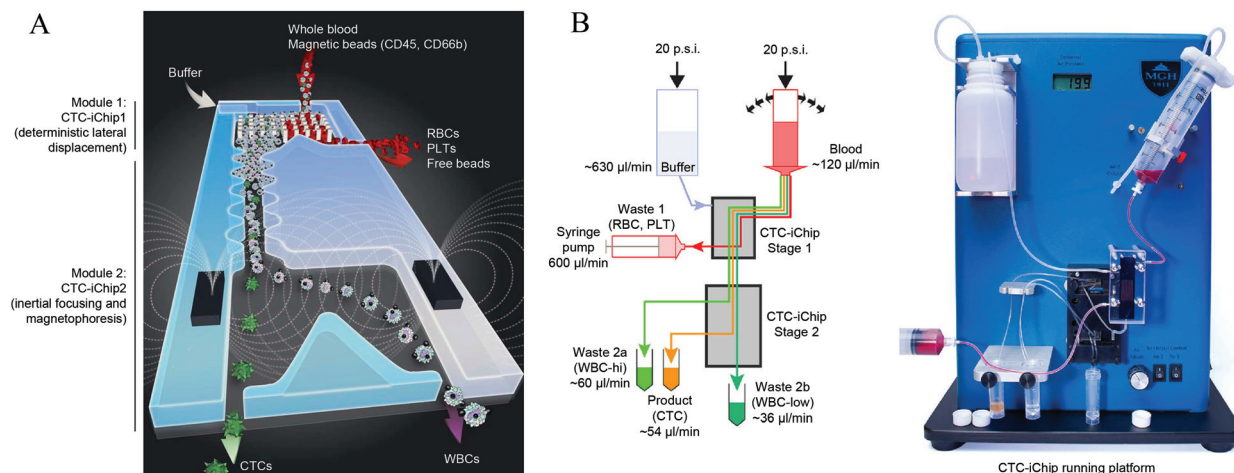 A
Whole blood
Magnetic beads (CD45, CD66b)
Buffer
Module 1:
CTC-iChip1
(deterministic lateral
displacement)
RBCs
PLTs
Free beads
Module 2:
CTC-iChip2
(inertial focusing and
magnetophoresis)
CTCs
WBCs
B
20 p.s.i.
20 p.s.i.
Buffer
~630 µl/min
Blood
~120 µl/min
Waste 1
(RBC, PLT)
Syringe
pump
600 µl/min
CTC-iChip
Stage 1
CTC-iChip
Stage 2
Waste 2a
(WBC-hi)
~60 µl/min
Product
(CTC)
~54 µl/min
Waste 2b
(WBC-low)
~36 µl/min
19.9
MGH
1811
CTC-iChip running platform